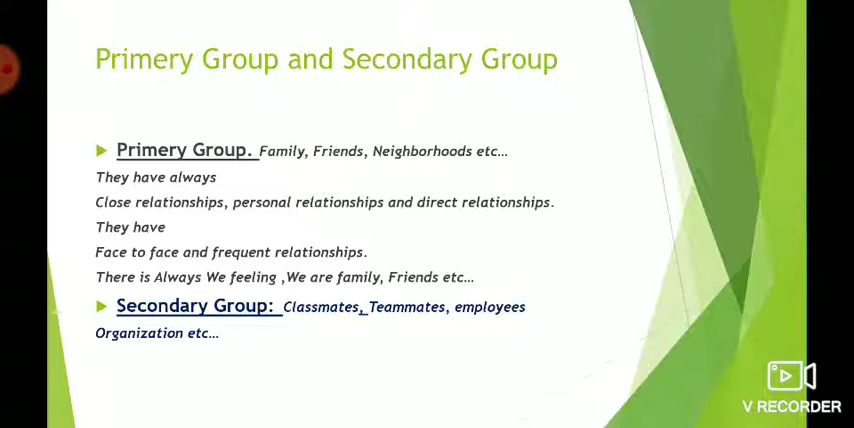 Primery Group and Secondary Group
Primery Group. Family, Friends, Neighborhoods etc...
They have always
Close relationships, personal relationships and direct relationships.
They have
Face to face and frequent relationships.
There is Always We feeling ,We are family, Friends etc...
Secondary Group: Classmates, Teammates, employees
Organization etc...
V RECORDER